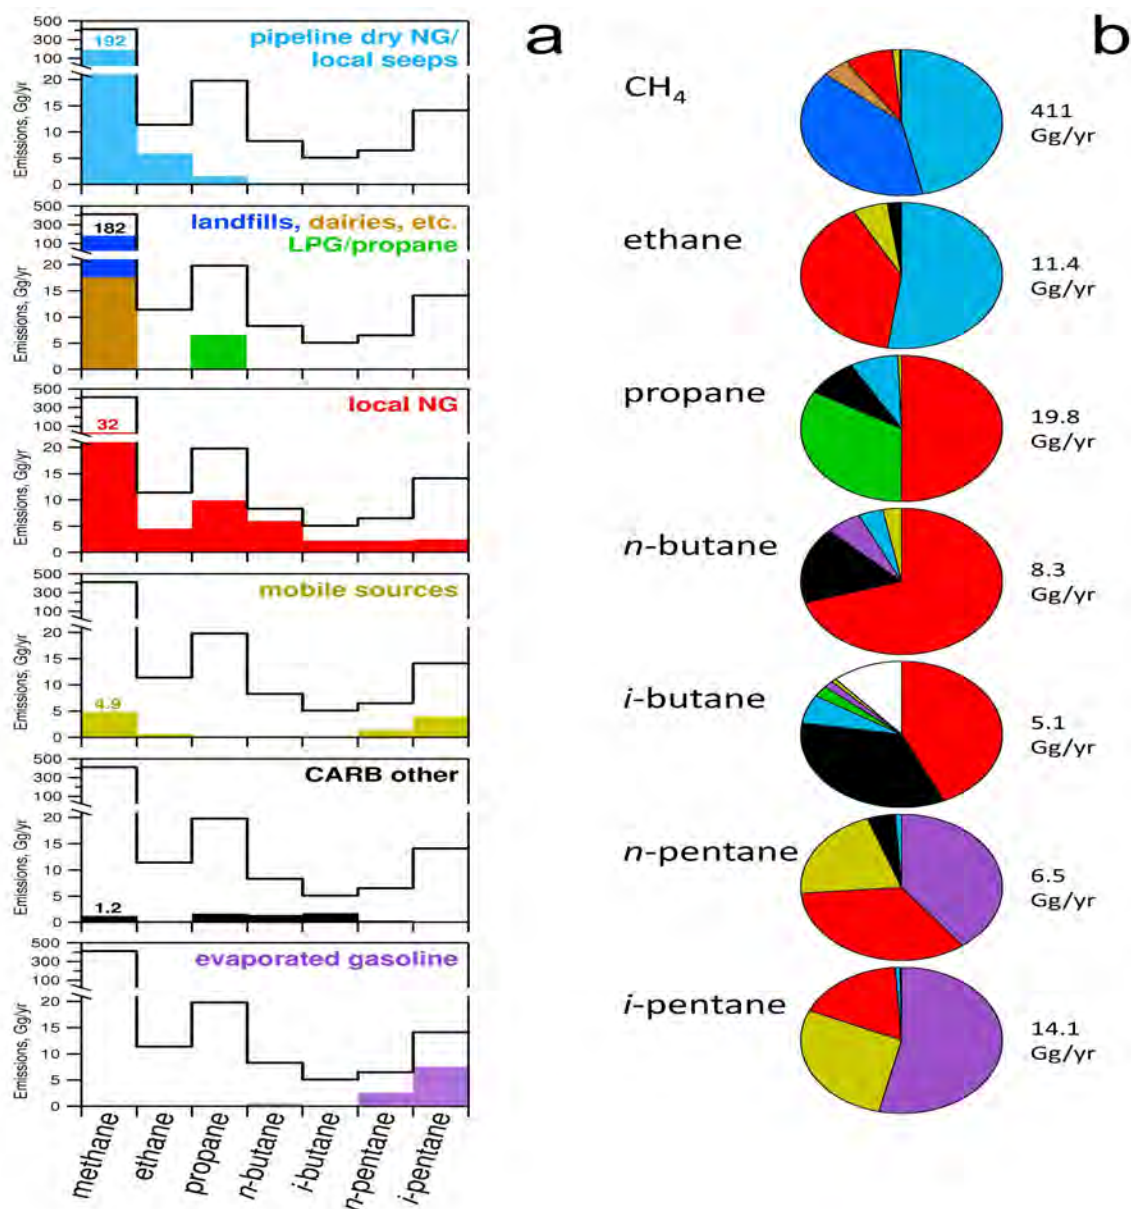 a
b
500
300
100
20
15
10
5
0
Emissions, Gg/yr
192
pipeline dry NG/
local seeps
500
300
100
20
15
10
5
0
Emissions, Gg/yr
182
landfills, dairies, etc.
LPG/propane
500
300
100
20
15
10
5
0
Emissions, Gg/yr
32
local NG
500
300
100
20
15
10
5
0
Emissions, Gg/yr
4.9
mobile sources
500
300
100
20
15
10
5
0
Emissions, Gg/yr
1.2
CARB other
500
300
100
20
15
10
5
0
Emissions, Gg/yr
evaporated gasoline
methane
ethane
propane
n-butane
i-butane
n-pentane
i-pentane
CH₄
411
Gg/yr
ethane
11.4
Gg/yr
propane
19.8
Gg/yr
n-butane
8.3
Gg/yr
i-butane
5.1
Gg/yr
n-pentane
6.5
Gg/yr
i-pentane
14.1
Gg/yr